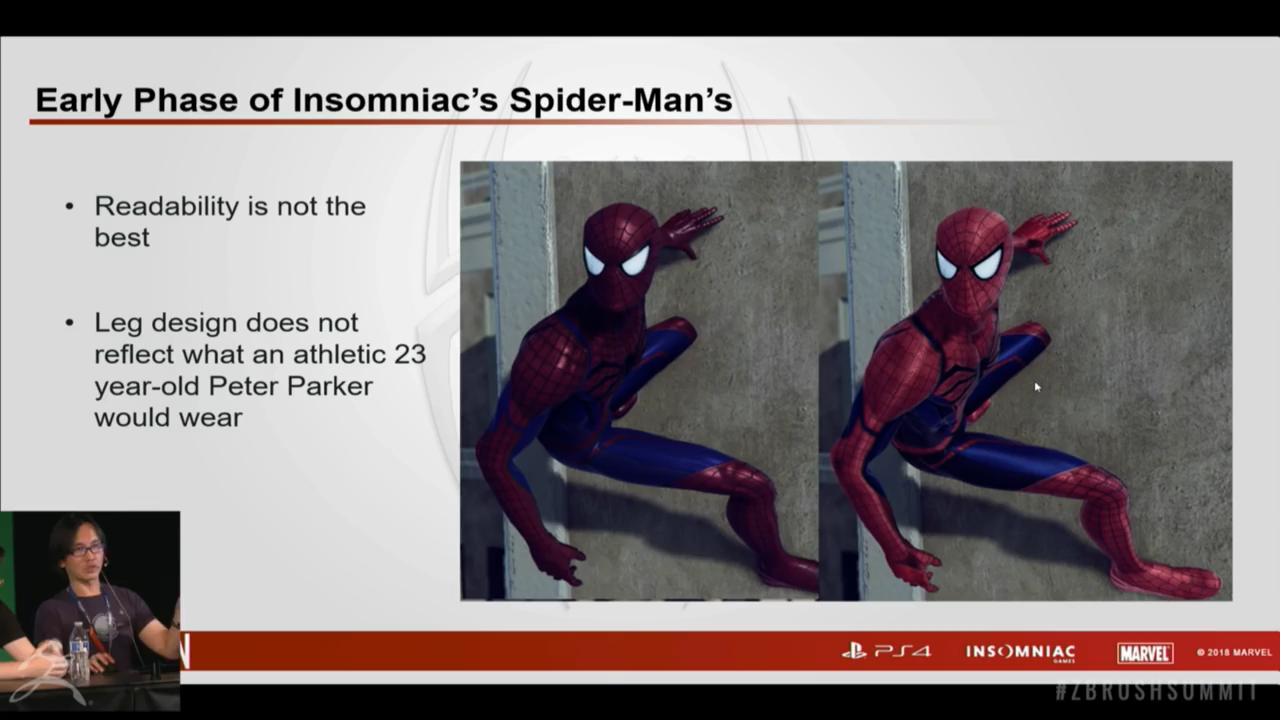 Early Phase of Insomniac's Spider-Man's
• Readability is not the
best
• Leg design does not
reflect what an athletic 23
year-old Peter Parker
would wear
N
PS4
INSOMNIAC
GAMES
MARVEL
© 2018 MARVEL
#ZBRUSHSUMMIT